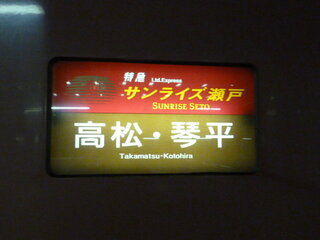 特急 Ltd.Express
サンライズ瀬戸
SUNRISE SETO
高松・琴平
Takamatsu-Kotohira